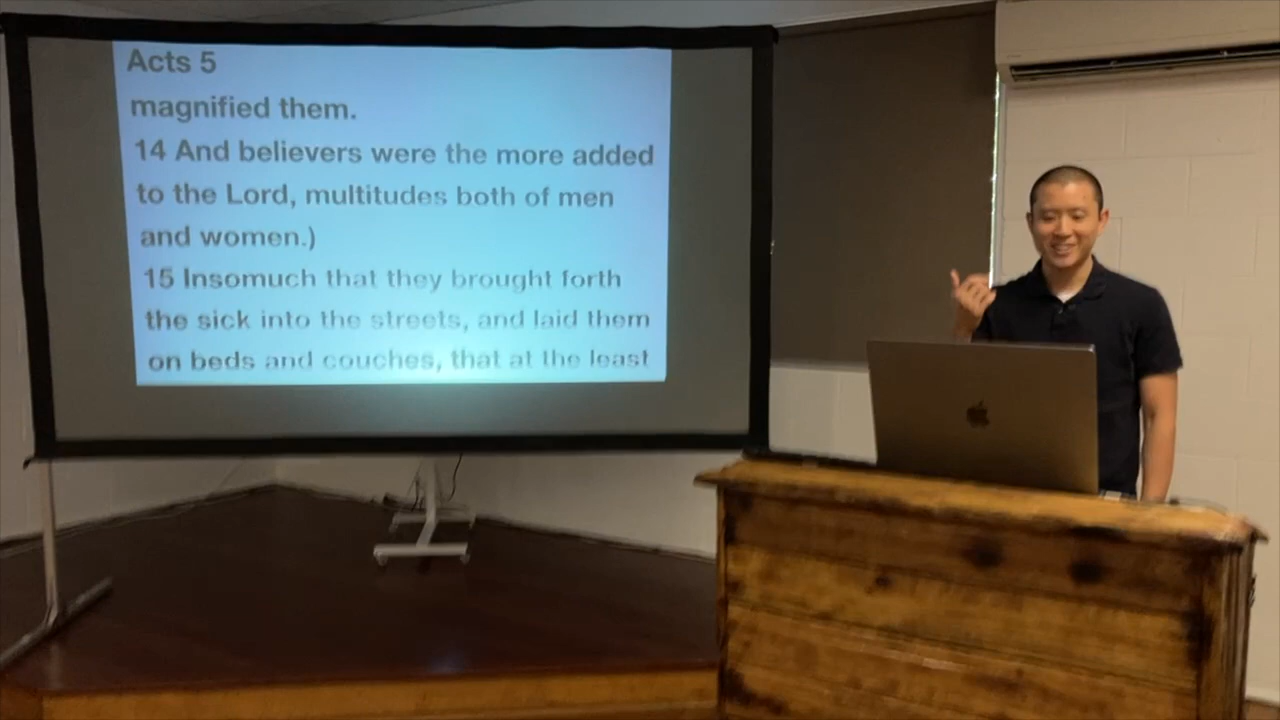 Acts 5
magnified them.
14 And believers were the more added
to the Lord, multitudes both of men
and women.)
15 Insomuch that they brought forth
the sick into the streets, and laid them
on beds and couches, that at the least